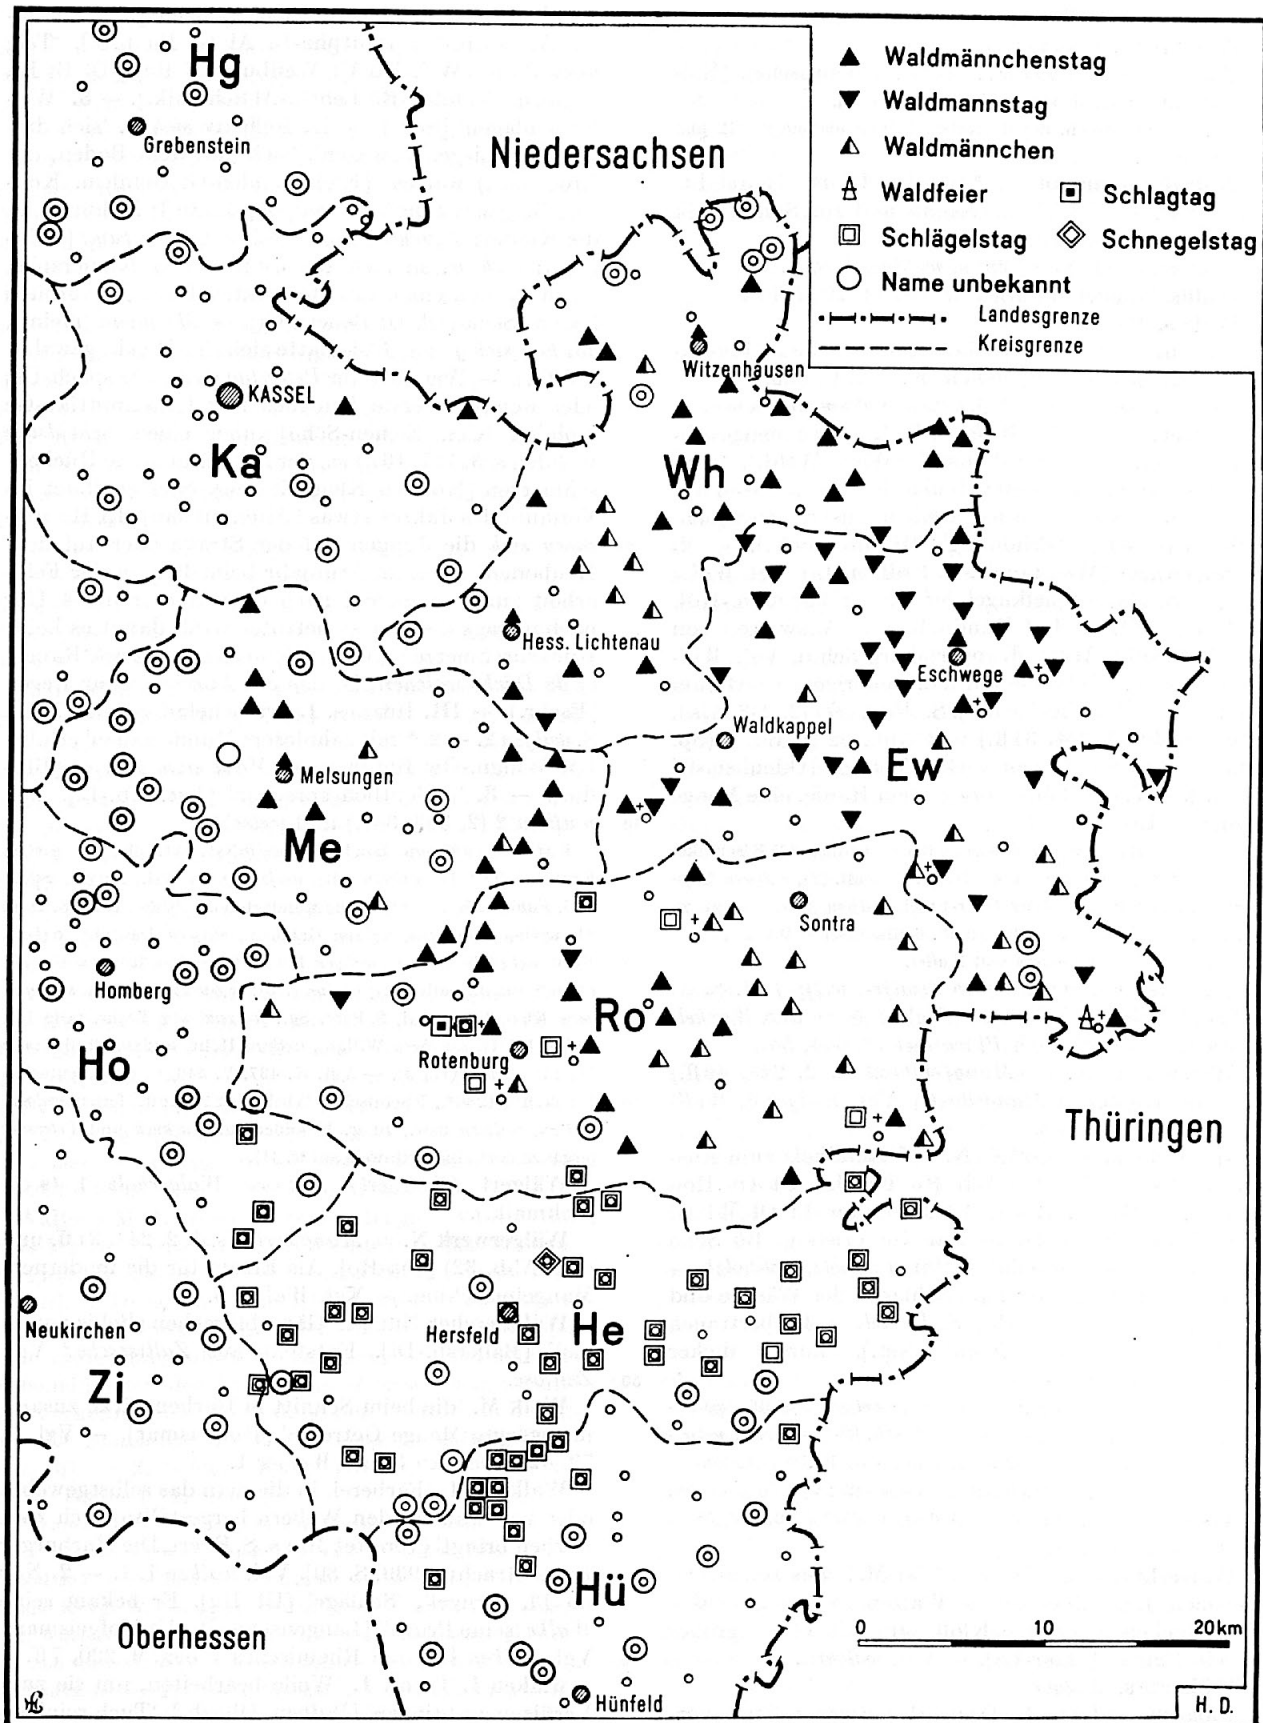 Hg
Grebenstein
Niedersachsen
Waldmännchenstag
Waldmannstag
Waldmännchen
Waldfeier
Schlagtag
Schlägelstag
Schnegelstag
Name unbekannt
Landesgrenze
Kreisgrenze
Witzenhausen
KASSEL
Ka
Wh
Hess. Lichtenau
Eschwege
Waldkappel
Ew
Melsungen
Me
Sontra
Homberg
Ro
Rotenburg
Ho
Thüringen
Neukirchen
Hersfeld
He
Zi
Hü
Oberhessen
0 10 20km
Hünfeld
H. D.